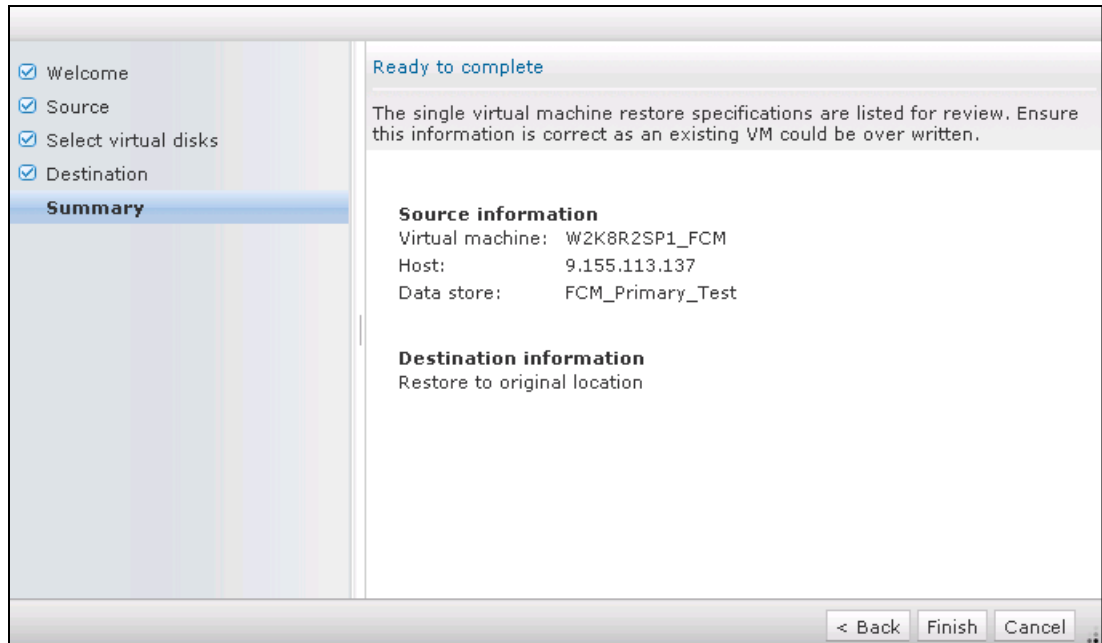 Welcome
Source
Select virtual disks
Destination
Summary
Ready to complete
The single virtual machine restore specifications are listed for review. Ensure
this information is correct as an existing VM could be over written.
Source information
Virtual machine: W2K8R2SP1_FCM
Host: 9.155.113.137
Data store: FCM_Primary_Test
Destination information
Restore to original location
< Back Finish Cancel